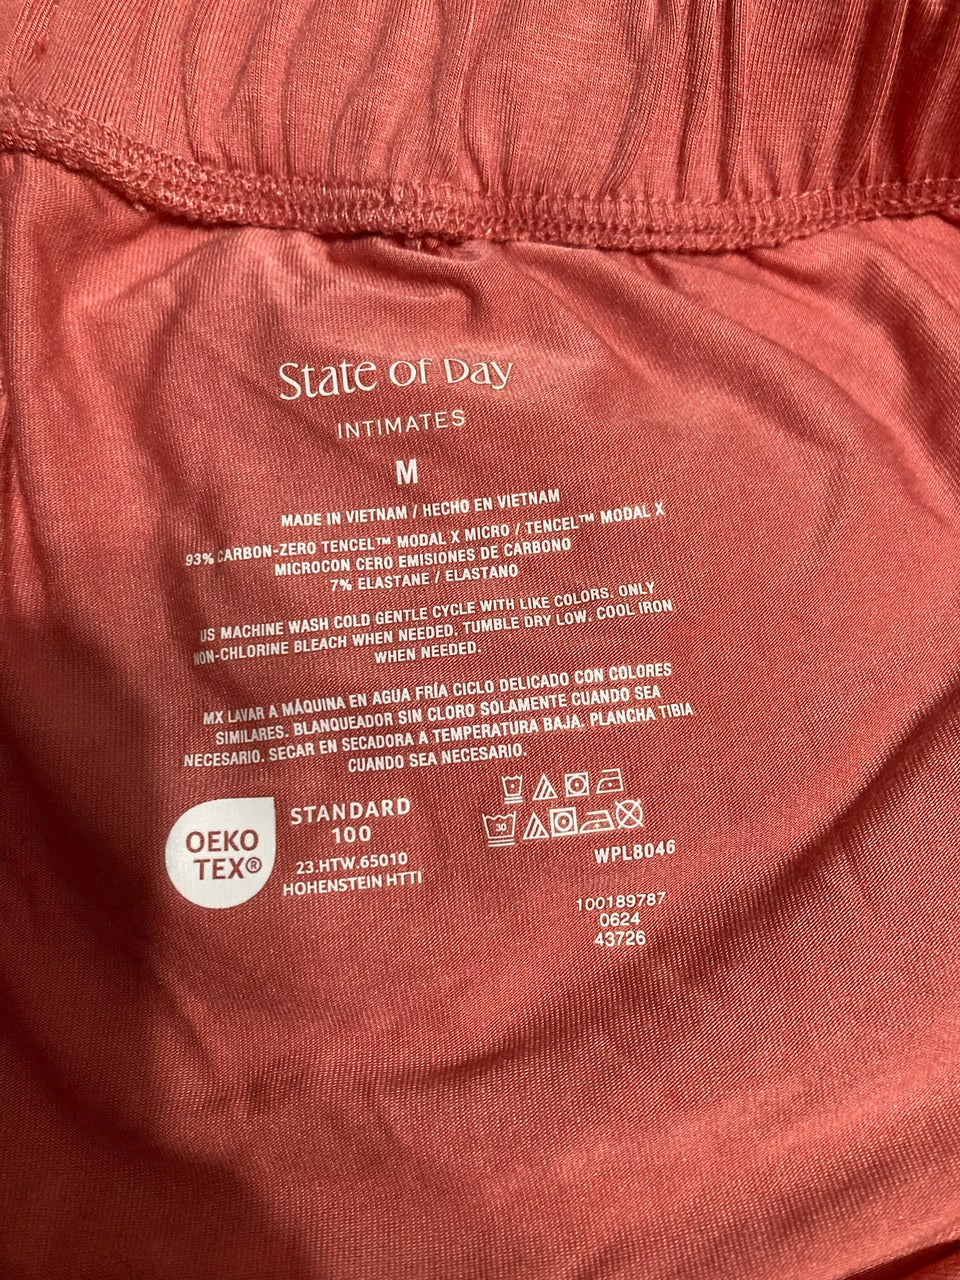 State of Day
INTIMATES
M
MADE IN VIETNAM / HECHO EN VIETNAM
93% CARBON-ZERO TENCEL™ MODAL X MICRO / TENCEL™ MODAL X
MICROCON CERO EMISIONES DE CARBONO
7% ELASTANE / ELASTANO
US MACHINE WASH COLD GENTLE CYCLE WITH LIKE COLORS. ONLY
NON-CHLORINE BLEACH WHEN NEEDED. TUMBLE DRY LOW. COOL IRON
WHEN NEEDED.
MX LAVAR A MÁQUINA EN AGUA FRÍA CICLO DELICADO CON COLORES
SIMILARES. BLANQUEADOR SIN CLORO SOLAMENTE CUANDO SEA
NECESARIO. SECAR EN SECADORA A TEMPERATURA BAJA. PLANCHA TIBIA
CUANDO SEA NECESARIO.
OEKO
TEX®
STANDARD
100
23.HTW.65010
HOHENSTEIN HTTI
30
WPL8046
100189787
0624
43726